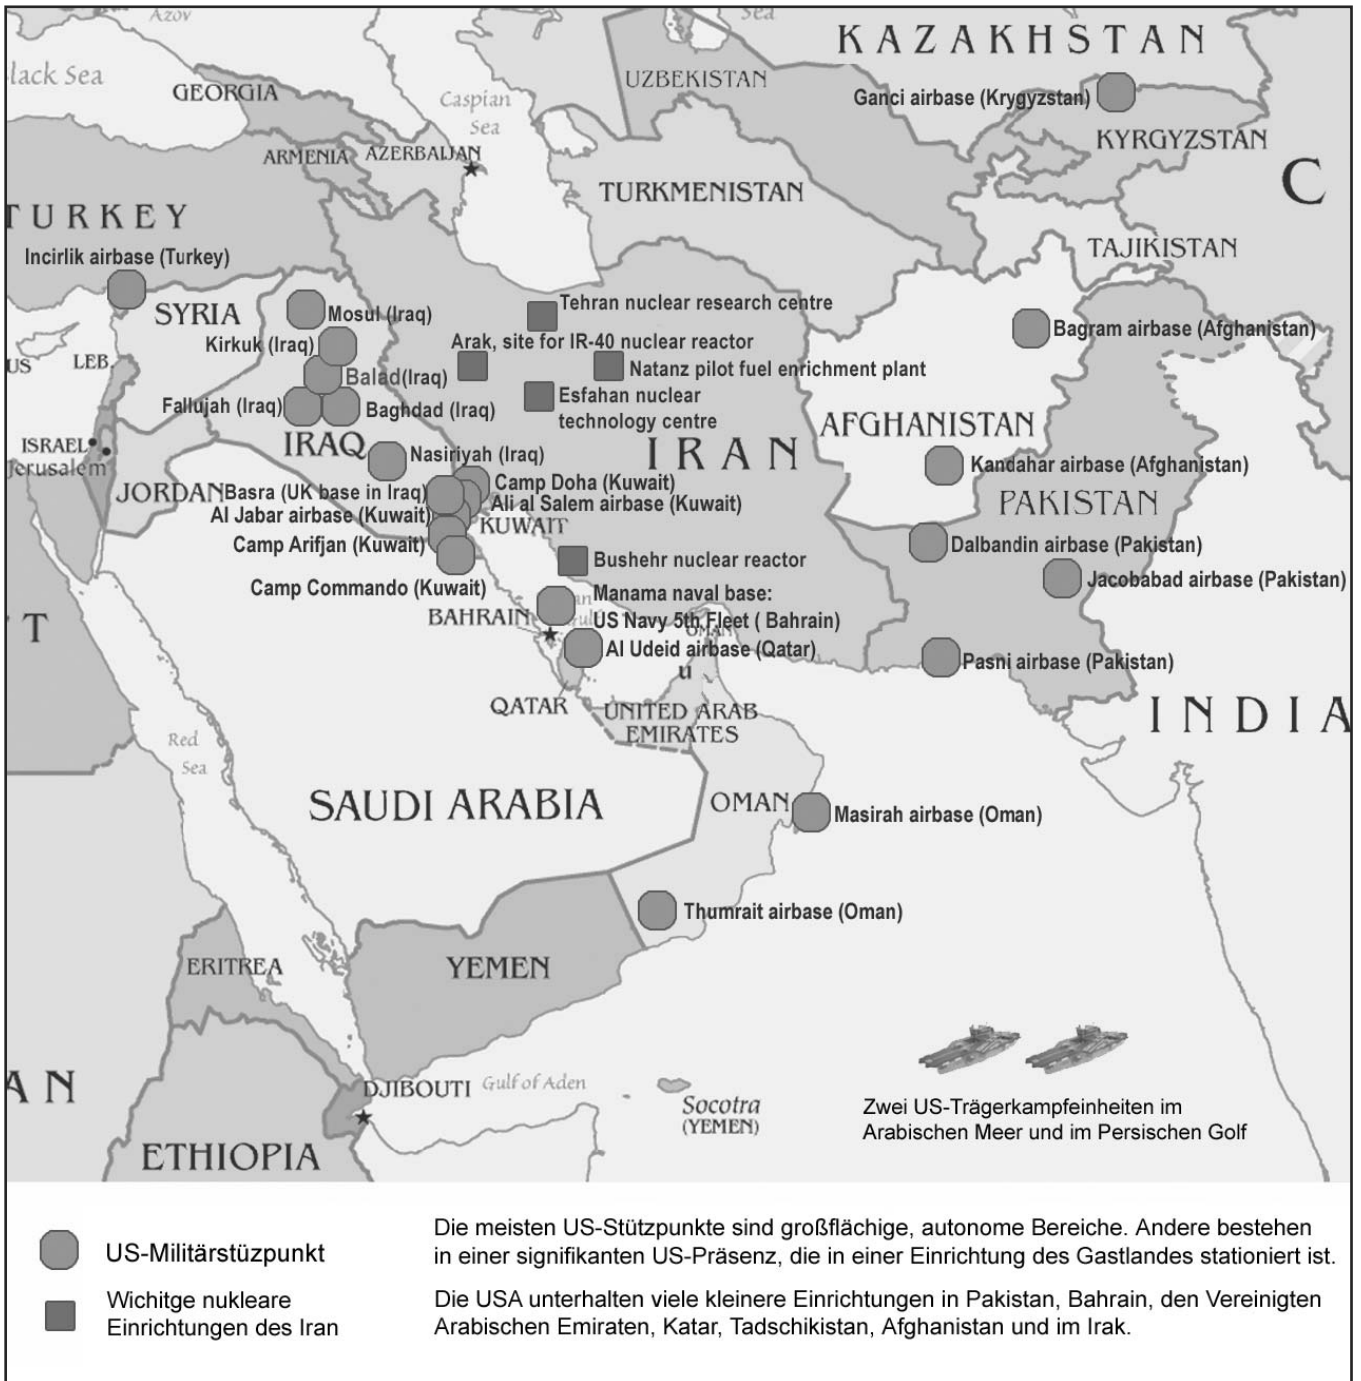 Azov
Sea
KAZAKHSTAN
lack Sea
GEORGIA
Caspian
Sea
UZBEKISTAN
Ganci airbase (Krygyzstan)
KYRGYZSTAN
ARMENIA
AZERBAIJAN
TURKMENISTAN
C
TURKEY
TAJIKISTAN
Incirlik airbase (Turkey)
SYRIA
Mosul (Iraq)
Tehran nuclear research centre
Bagram airbase (Afghanistan)
Kirkuk (Iraq)
Arak, site for IR-40 nuclear reactor
US
LEB.
Balad(Iraq)
Natanz pilot fuel enrichment plant
Fallujah (Iraq)
Baghdad (Iraq)
Esfahan nuclear
technology centre
AFGHANISTAN
ISRAEL
Jerusalem
IRAQ
Nasiriyah (Iraq)
IRAN
Kandahar airbase (Afghanistan)
JORDAN
Basra (UK base in Iraq)
Camp Doha (Kuwait)
PAKISTAN
Al Jabar airbase (Kuwait)
Ali al Salem airbase (Kuwait)
KUWAIT
Camp Arifjan (Kuwait)
Dalbandin airbase (Pakistan)
Bushehr nuclear reactor
Jacobabad airbase (Pakistan)
Camp Commando (Kuwait)
Manama naval base:
US Navy 5th Fleet ( Bahrain)
BAHRAIN
T
OMAN
Al Udeid airbase (Qatar)
Pasni airbase (Pakistan)
u
QATAR
UNITED ARAB
EMIRATES
INDIA
Red
Sea
SAUDI ARABIA
OMAN
Masirah airbase (Oman)
Thumrait airbase (Oman)
ERITREA
YEMEN
AN
DJIBOUTI
Gulf of Aden
Socotra
(YEMEN)
Zwei US-Trägerkampfeinheiten im
Arabischen Meer und im Persischen Golf
ETHIOPIA
US-Militärstüzpunkt
Wichitge nukleare
Einrichtungen des Iran
Die meisten US-Stützpunkte sind großflächige, autonome Bereiche. Andere bestehen
in einer signifikanten US-Präsenz, die in einer Einrichtung des Gastlandes stationiert ist.
Die USA unterhalten viele kleinere Einrichtungen in Pakistan, Bahrain, den Vereinigten
Arabischen Emiraten, Katar, Tadschikistan, Afghanistan und im Irak.